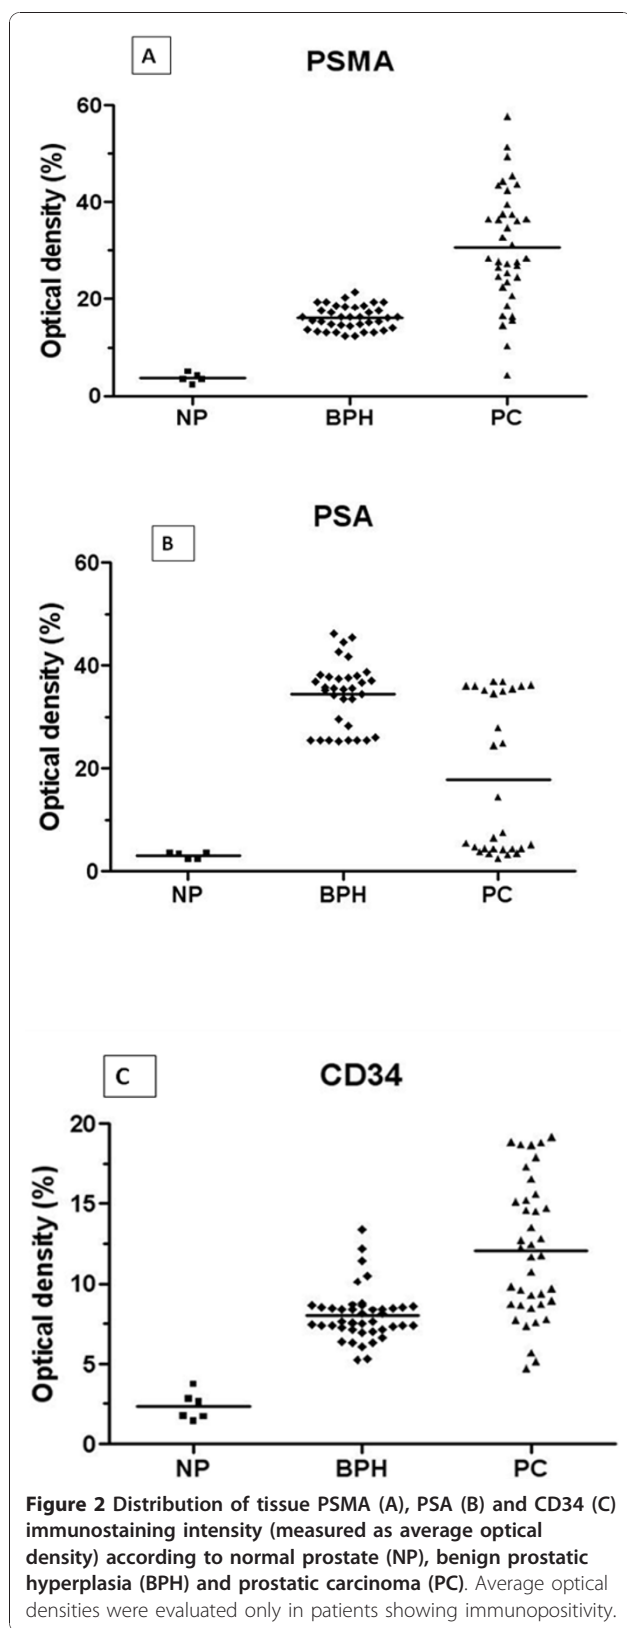 A
PSMA
60
40
20
0
Optical density (%)
NP BPH PC
PSA
B
60
40
20
0
Optical density (%)
NP BPH PC
C
CD34
20
15
10
5
0
Optical density (%)
NP BPH PC
Figure 2 Distribution of tissue PSMA (A), PSA (B) and CD34 (C)
immunostaining intensity (measured as average optical
density) according to normal prostate (NP), benign prostatic
hyperplasia (BPH) and prostatic carcinoma (PC). Average optical
densities were evaluated only in patients showing immunopositivity.